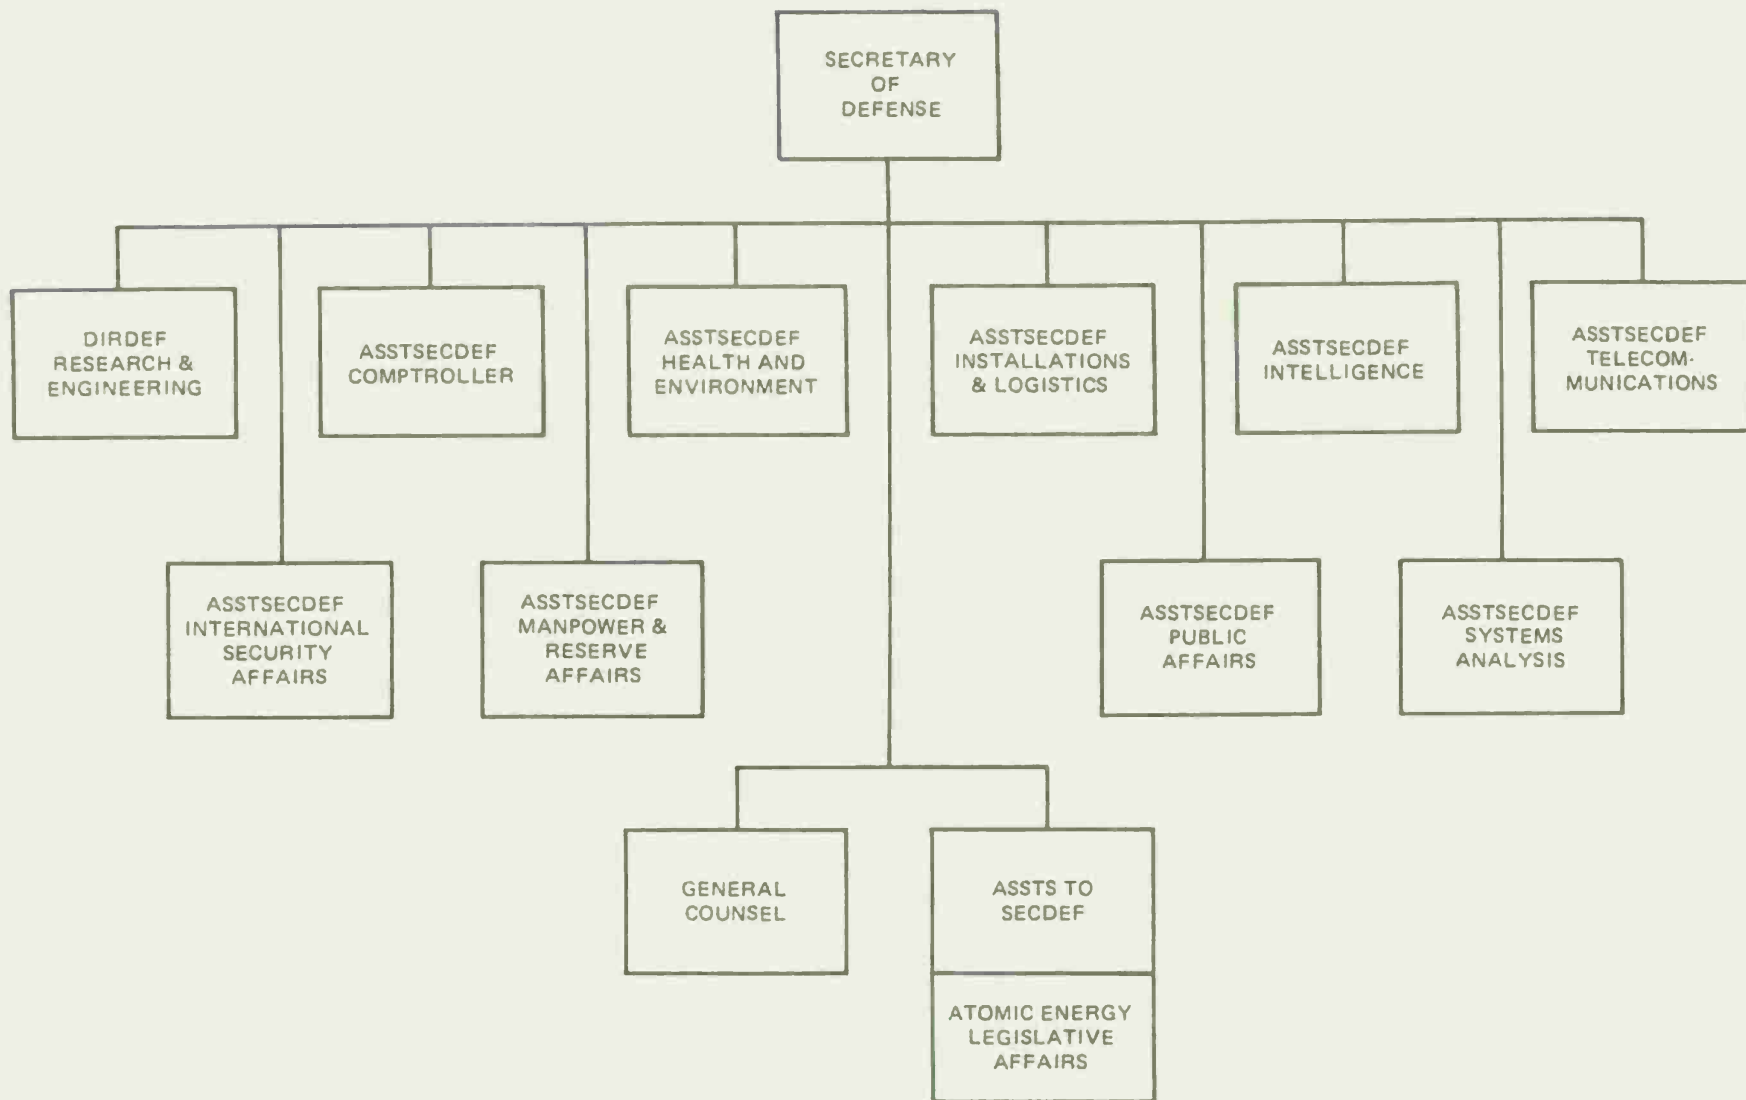 SECRETARY
OF
DEFENSE
DIRDEF
RESEARCH &
ENGINEERING
ASSTSECDEF
COMPTROLLER
ASSTSECDEF
HEALTH AND
ENVIRONMENT
ASSTSECDEF
INSTALLATIONS
& LOGISTICS
ASSTSECDEF
INTELLIGENCE
ASSTSECDEF
TELECOM-
MUNICATIONS
ASSTSECDEF
INTERNATIONAL
SECURITY
AFFAIRS
ASSTSECDEF
MANPOWER &
RESERVE
AFFAIRS
ASSTSECDEF
PUBLIC
AFFAIRS
ASSTSECDEF
SYSTEMS
ANALYSIS
GENERAL
COUNSEL
ASSTS TO
SECDEF
ATOMIC ENERGY
LEGISLATIVE
AFFAIRS